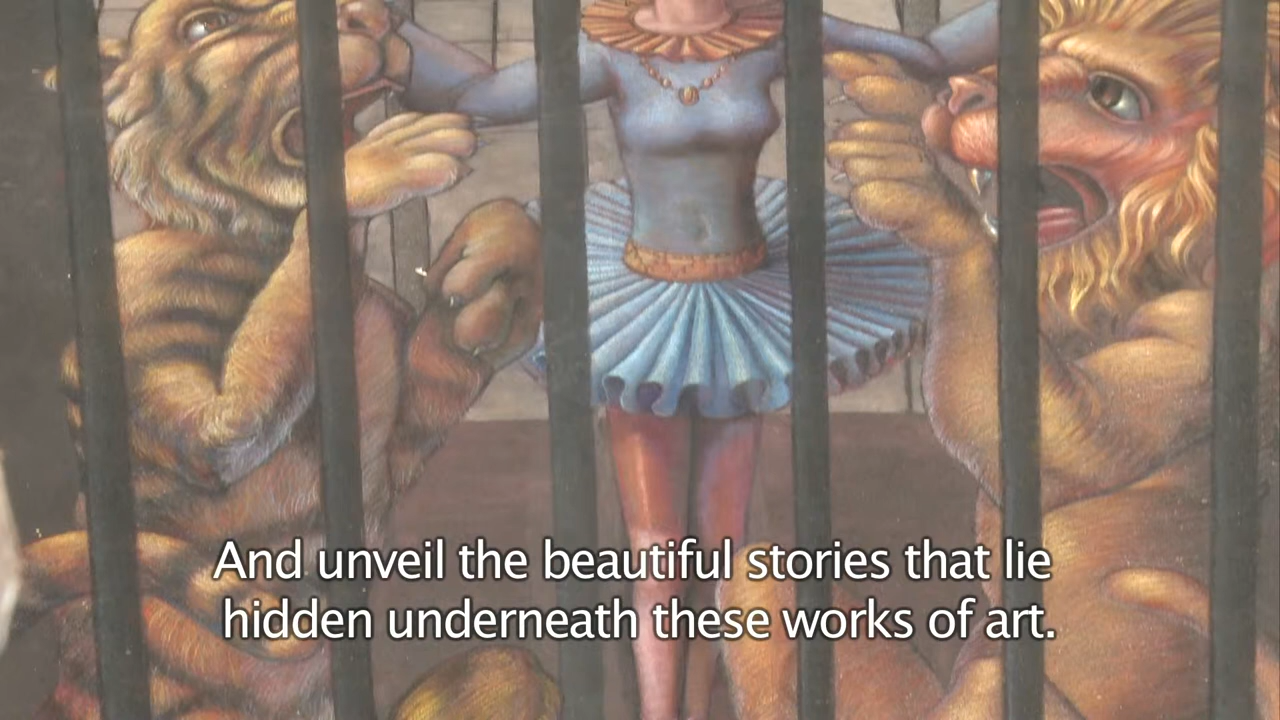 And unveil the beautiful stories that lie
hidden underneath these works of art.